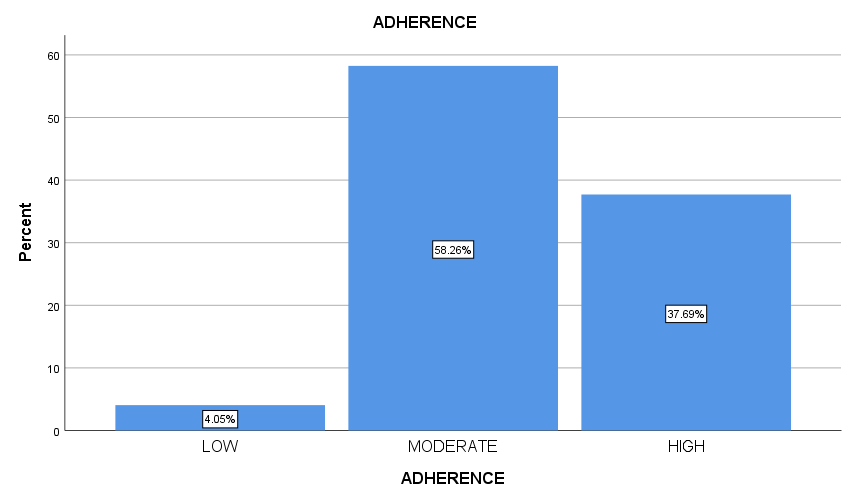 ADHERENCE
Percent
60
50
40
30
20
10
0
4.05%
58.26%
37.69%
LOW MODERATE HIGH
ADHERENCE